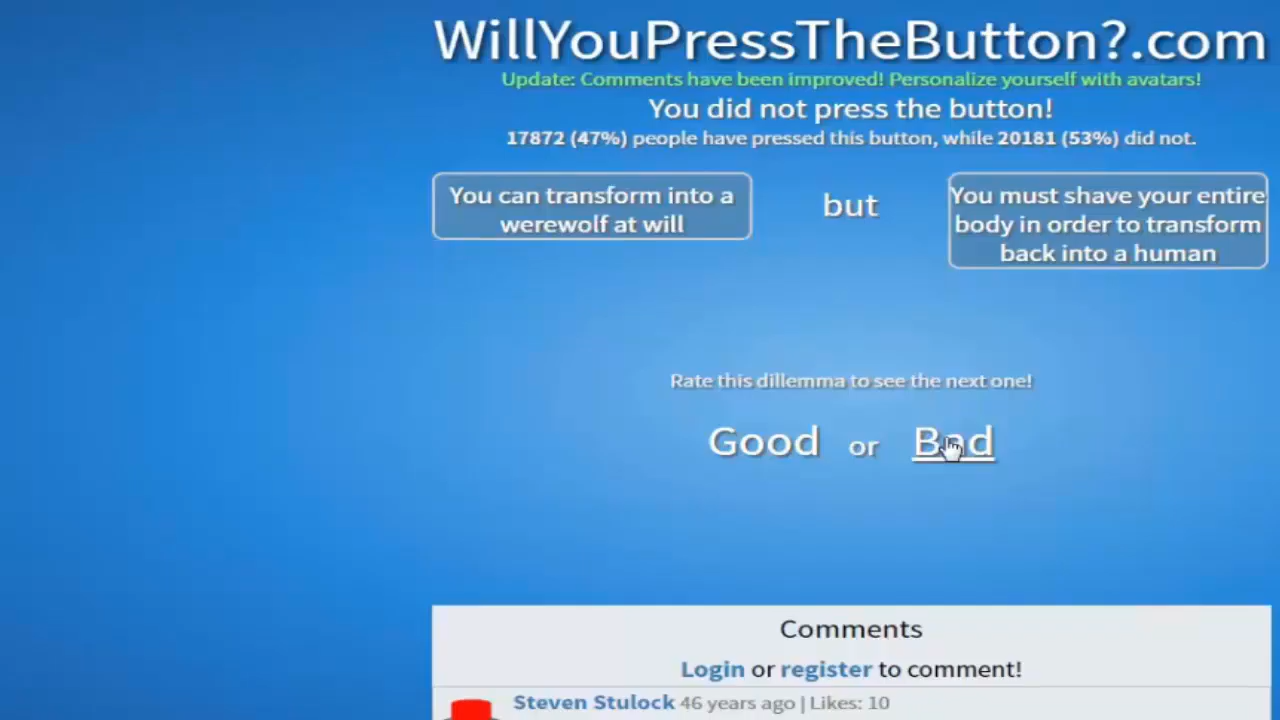 WillYouPressTheButton?.com
Update: Comments have been improved! Personalize yourself with avatars!
You did not press the button!
17872 (47%) people have pressed this button, while 20181 (53%) did not.
You can transform into a
werewolf at will
but
You must shave your entire
body in order to transform
back into a human
Rate this dillemma to see the next one!
Good or Bad
Comments
Login or register to comment!
Steven Stulock 46 years ago | Likes: 10